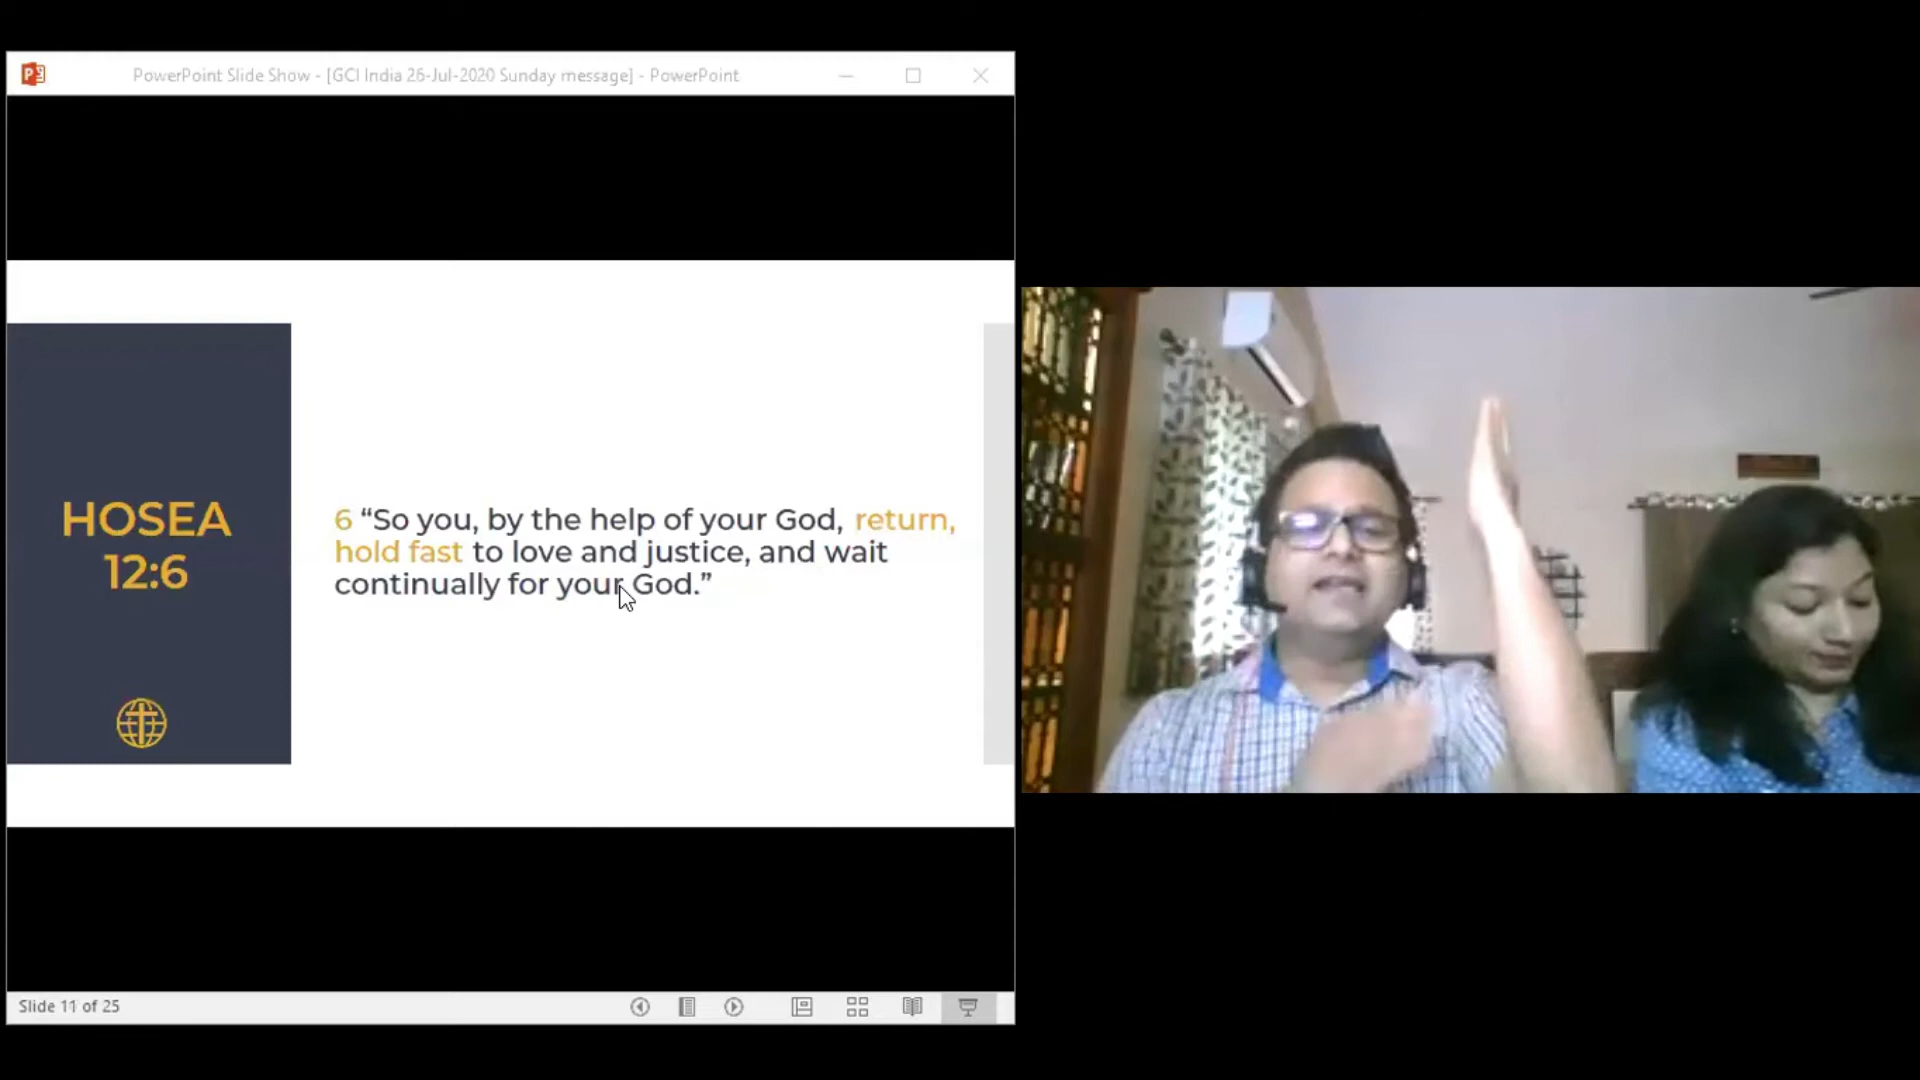 PowerPoint Slide Show - [GCI India 26-Jul-2020 Sunday message] - PowerPoint
HOSEA
12:6
6 “So you, by the help of your God, return,
hold fast to love and justice, and wait
continually for your God.”
Slide 11 of 25